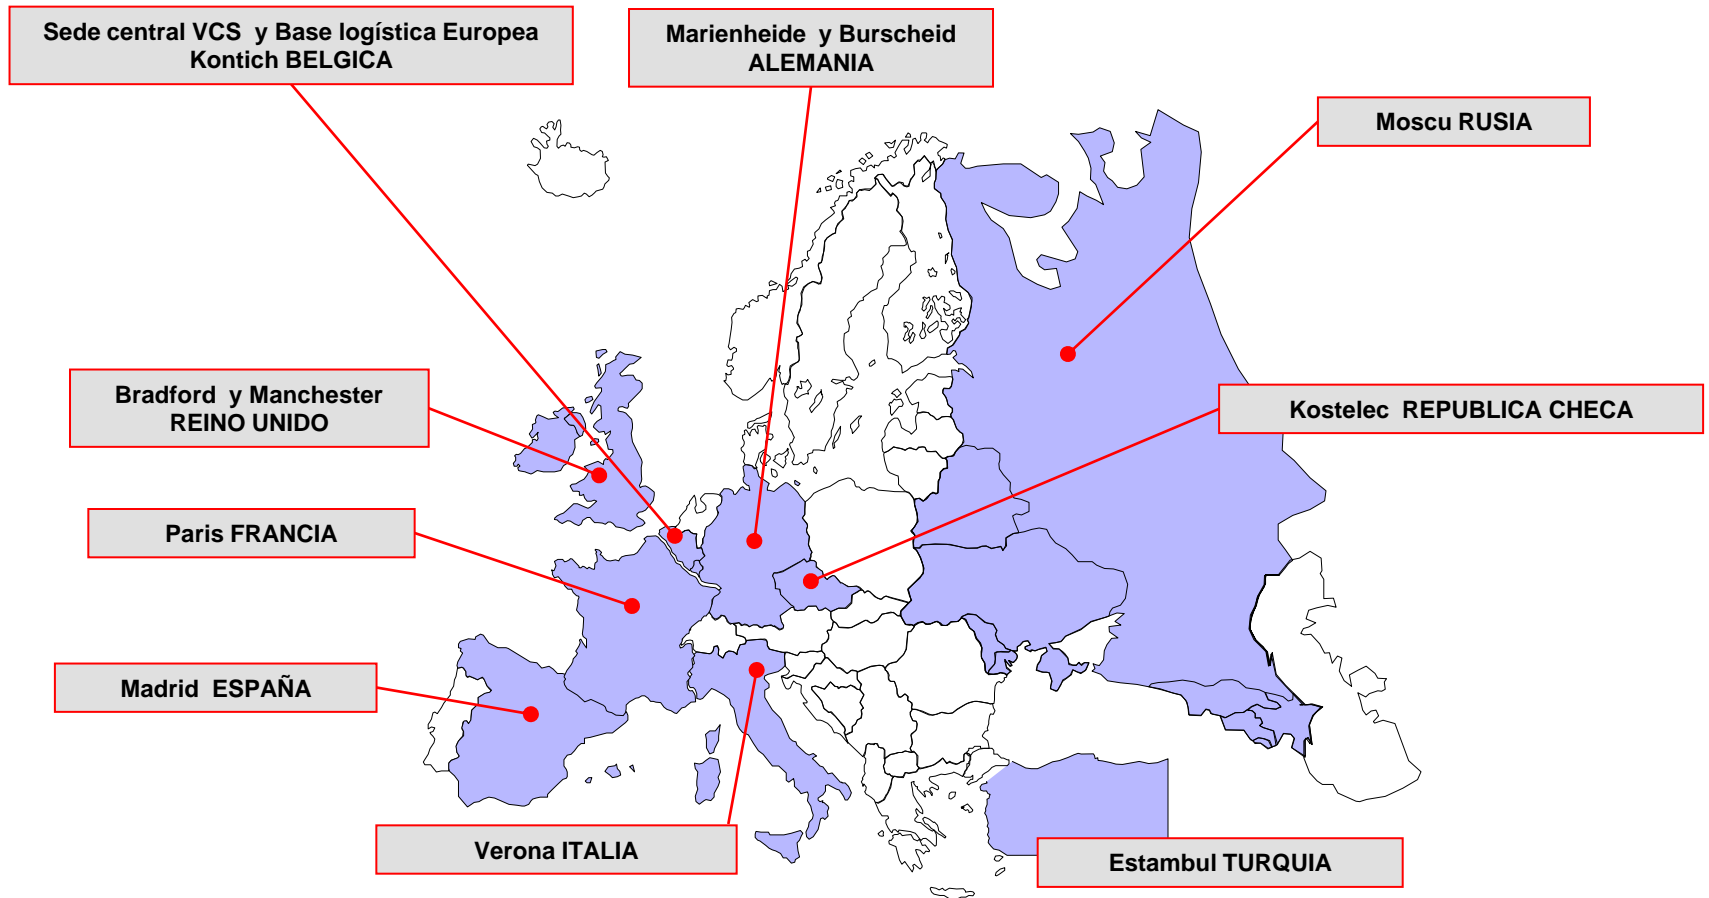 Sede central VCS y Base logística Europea
Kontich BELGICA
Marienheide y Burscheid
ALEMANIA
Moscu RUSIA
Bradford y Manchester
REINO UNIDO
Kostelec REPUBLICA CHECA
Paris FRANCIA
Madrid ESPAÑA
Verona ITALIA
Estambul TURQUIA